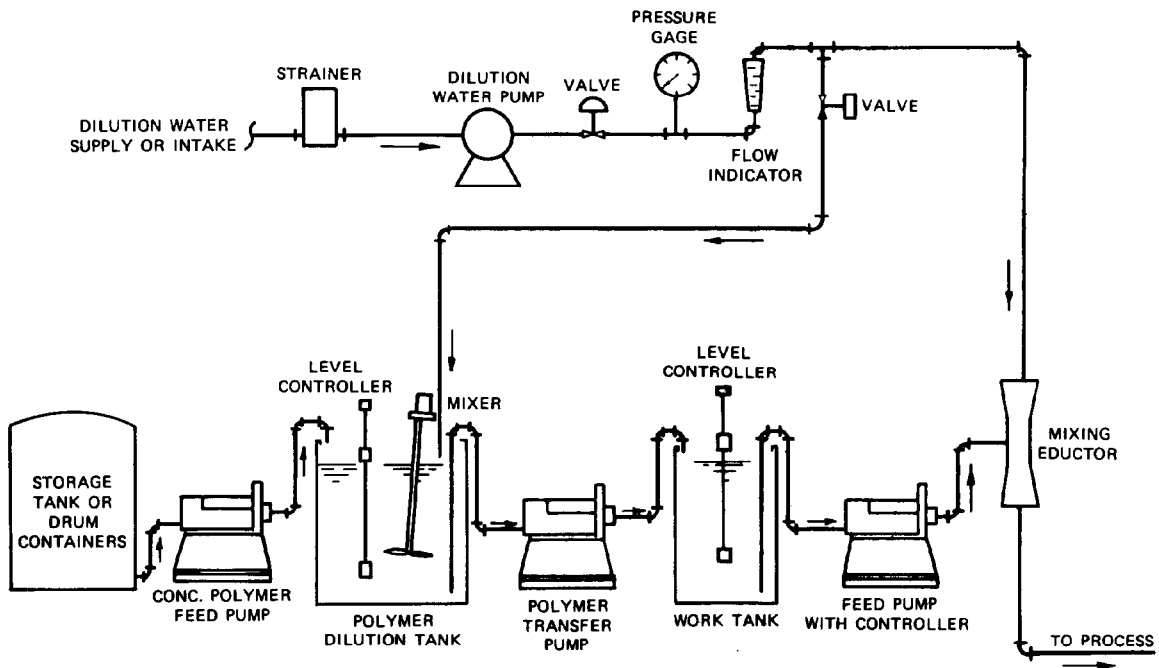 PRESSURE
GAGE
STRAINER
DILUTION
WATER PUMP
VALVE
VALVE
DILUTION WATER
SUPPLY OR INTAKE
FLOW
INDICATOR
LEVEL
CONTROLLER
MIXER
LEVEL
CONTROLLER
MIXING
EDUCTOR
STORAGE
TANK OR
DRUM
CONTAINERS
CONC. POLYMER
FEED PUMP
POLYMER
DILUTION TANK
POLYMER
TRANSFER
PUMP
WORK TANK
FEED PUMP
WITH CONTROLLER
TO PROCESS